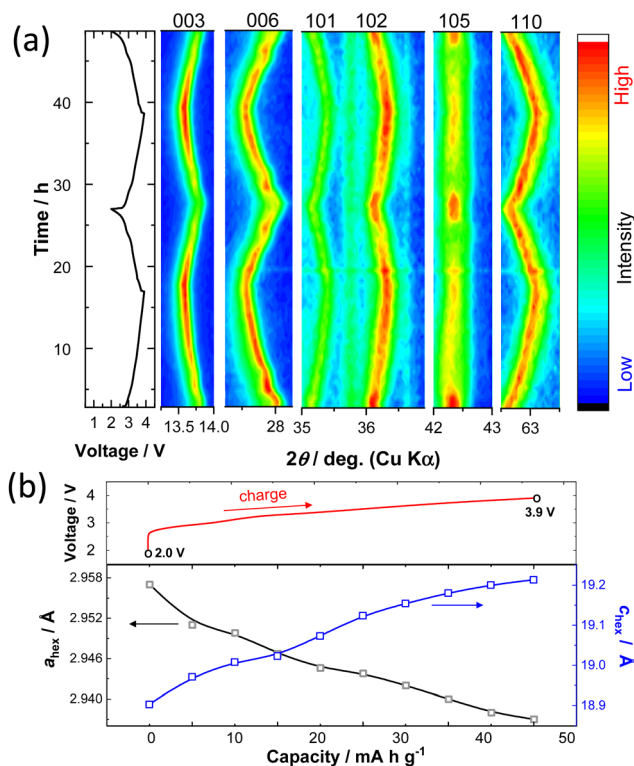 (a)
003 006 101 102 105 110
Time / h
40
30
20
10
1 2 3 4
Voltage / V
13.5 14.0 28 35 36 42 43 63
2θ / deg. (Cu Kα)
High
Intensity
Low
(b)
Voltage / V
4
3
2
charge
2.0 V
3.9 V
a hex / Å
2.958
2.952
2.946
2.940
c hex / Å
19.2
19.1
19.0
18.9
0 10 20 30 40 50
Capacity / mA h g-1